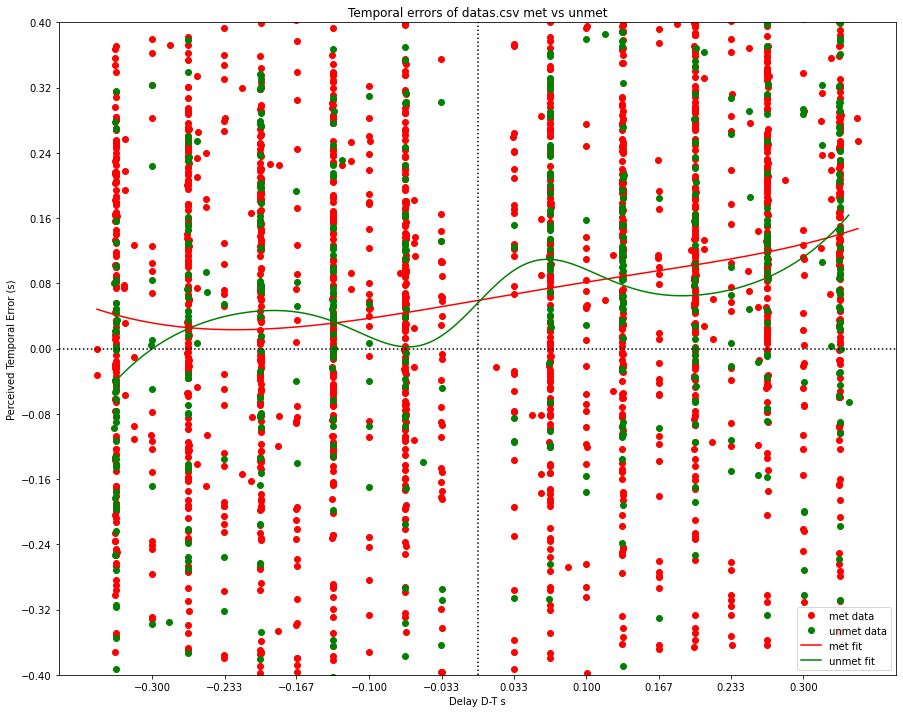 Temporal errors of datas.csv met vs unmet
Perceived Temporal Error (s)
0.40
0.32
0.24
0.16
0.08
0.00
−0.08
−0.16
−0.24
−0.32
−0.40
met data
unmet data
met fit
unmet fit
−0.300 −0.233 −0.167 −0.100 −0.033 0.033 0.100 0.167 0.233 0.300
Delay D-T s